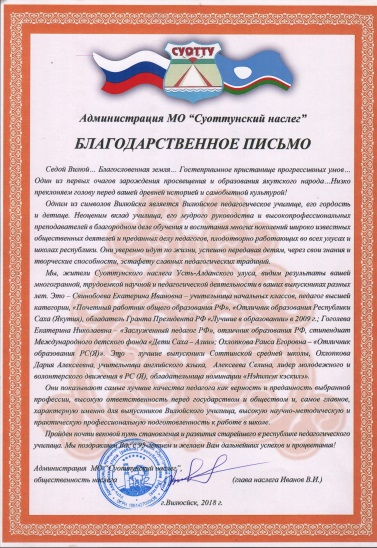 СУОТТУ
Администрация МО "Суоттунский наслег"
БЛАГОДАРСТВЕННОЕ ПИСЬМО
Седой Вилюй… Благословенная земля… Гостеприимное пристанище прогрессивных умов…
Один из первых очагов зарождения просвещения и образования якутского народа…Низко
преклоняем голову перед вашей древней историей и самобытной культурой!
Одним из символов Вилюйска является Вилюйское педагогическое училище, его гордость
и детище. Неоценим вклад училища, его мудрого руководства и высокопрофессиональных
преподавателей в благородном деле обучения и воспитания многих поколений широко известных
общественных деятелей и преданных делу педагогов, плодотворно работающих во всех улусах и
школах республики. Они уверенно идут по жизни, успешно передавая детям, через свои знания и
творческие способности, эстафету славных педагогических традиций.
Мы, жители Суоттунского наслега Усть-Алданского улуса, видим результаты вашей
многогранной, трудоемкой научной и педагогической деятельности в ваших выпускниках разных
лет. Это – Свинобоева Екатерина Ивановна – учительница начальных классов, педагог высшей
категории, «Почетный работник общего образования РФ», «Отличник образования Республики
Саха (Якутия), обладатель Гранта Президента РФ «Лучшие в образовании в 2009 г.; Гоголева
Екатерина Николаевна – «Заслуженный педагог РФ», отличник образования РФ, стипендиат
Международного детского фонда «Дети Саха – Азии»; Охлопкова Раиса Егоровна – «Отличник
образования РС(Я)». Это – лучшие выпускники Соттинской средней школы, Охлопкова
Дария Алексеевна, учительница английского языка, Алексеева Сахаяна, лидер молодежного и
волонтерского движения в РС (Я), обладательница номинации
Они показывают самые лучшие качества педагога как верность и преданность выбранной
профессии, высокую ответственность перед государством и обществом и, самое главное,
характерную именно для выпускников Вилюйского училища, высокую научно-методическую и
практическую профессиональную подготовленность к работе в школе.
Пройден почти вековой путь становления и развития старейшего в республике педагогического
училища. Мы поздравляем Вас с 95-летием и желаем Вам дальнейших успехов и процветания!
Администрация МО "Суоттунский наслег",
общественность наслега (глава наслега Иванов В.И.)
г.Вилюйск, 2018 г.